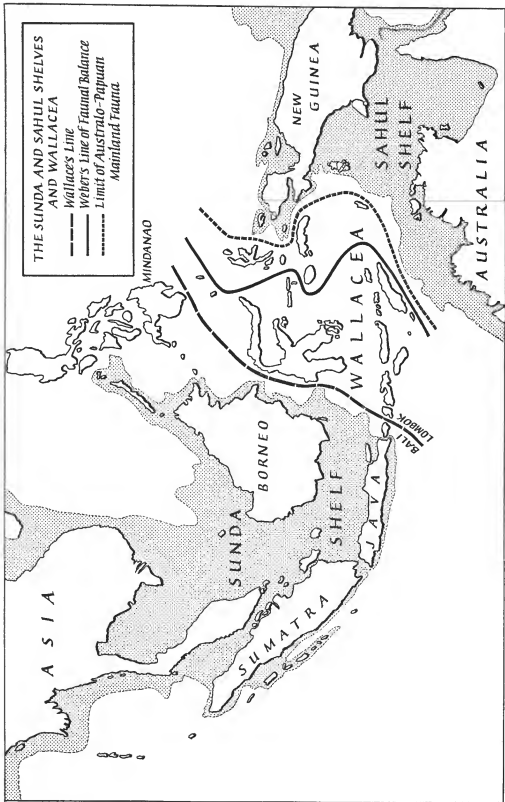 THE SUNDA AND SAHUL SHELVES
AND WALLACEA
Wallace's Line
Weber's Line of Faunal Balance
Limit of Australo-Papuan
Mainland Fauna
ASIA
MINDANAO
SUNDA
SHELF
BORNEO
SUMATRA
JAVA
BALI
LOMBOK
WALLACEA
NEW
GUINEA
SAHUL
SHELF
AUSTRALIA